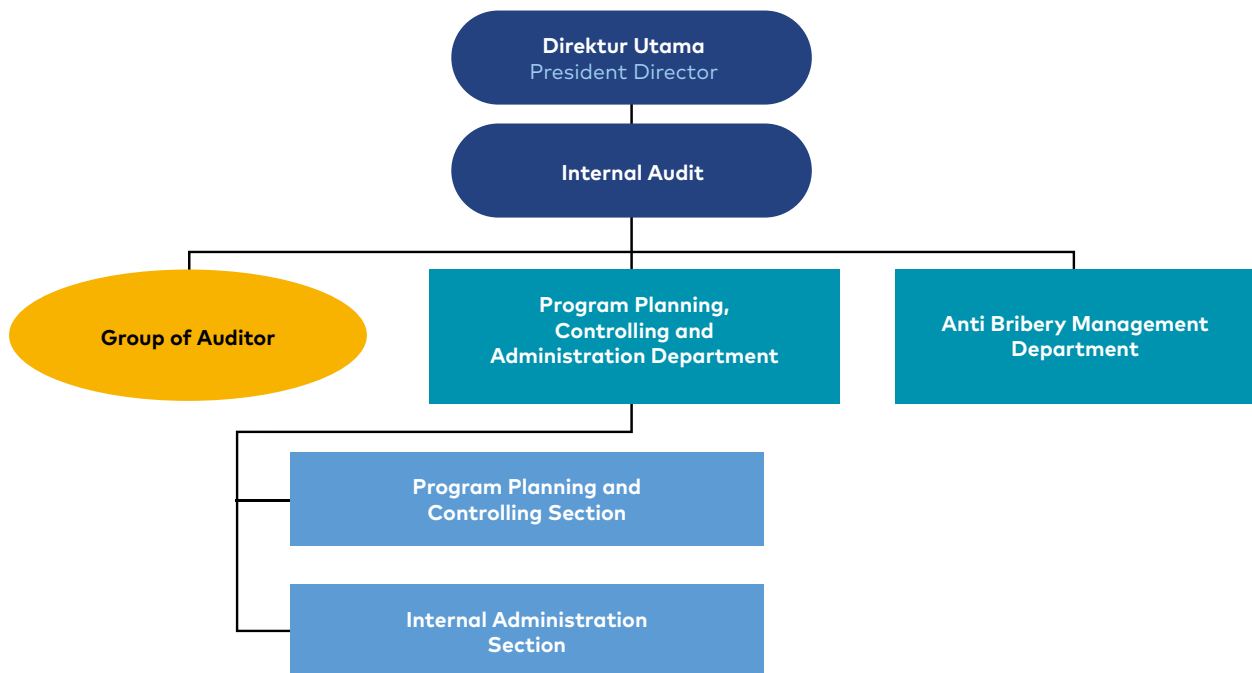 Direktur Utama
President Director
Internal Audit
Group of Auditor
Program Planning,
Controlling and
Administration Department
Anti Bribery Management
Department
Program Planning and
Controlling Section
Internal Administration
Section